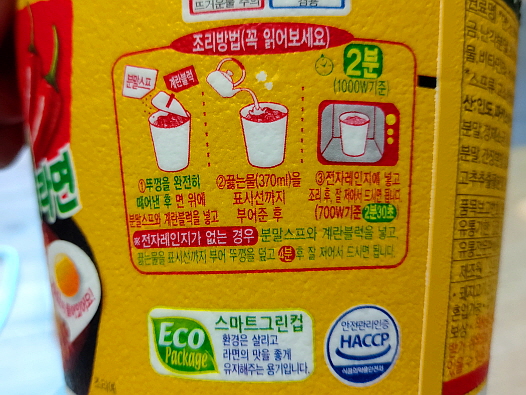 뜨거운물 주의
겸용
조리방법(꼭 읽어보세요)
2분
(1000W기준)
분말스프
계란블럭
①뚜껑을 완전히
떼어낸 후 면 위에
분말스프와 계란블럭을 넣고
②끓는물(370ml)을
표시선까지
부어준 후
③전자레인지에 넣고
조리 후, 잘 저어서 드시면 됩니다.
(700W기준 2분30초)
※전자레인지가 없는 경우 분말스프와 계란블럭을 넣고,
끓는물을 표시선까지 부어 뚜껑을 덮고 4분 후 잘 저어서 드시면 됩니다.
라면
ECO
Package
스마트그린컵
환경은 살리고
라면의 맛을 좋게
유지해주는 용기입니다.
안전관리인증
HACCP
식품의약품안전처